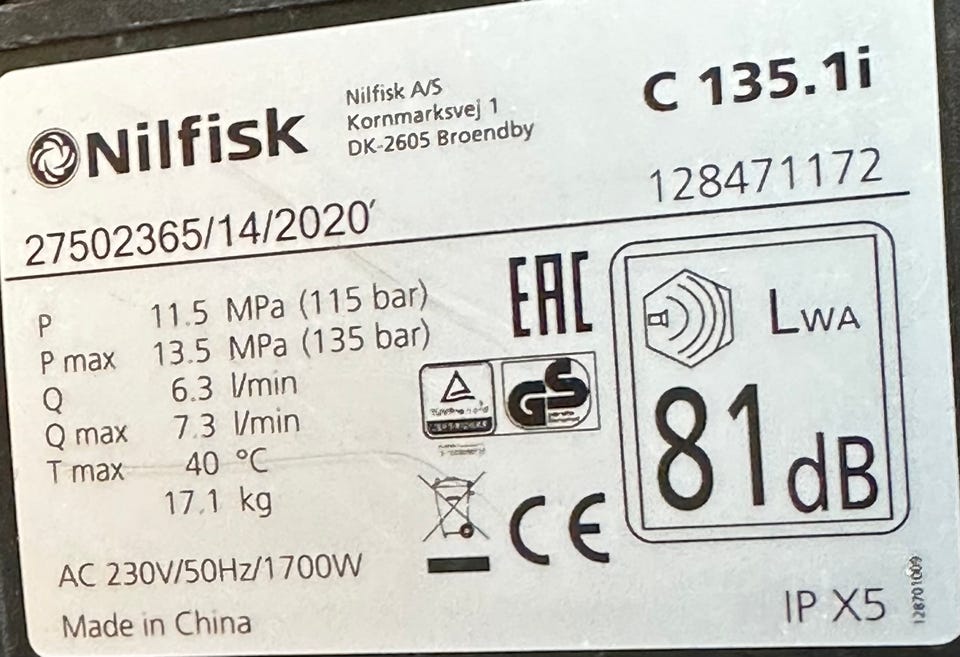 Nilfisk
Nilfisk A/S
Kornmarksvej 1
DK-2605 Broendby
C 135.1i
128471172
27502365/14/2020'
P 11.5 MPa (115 bar)
P max 13.5 MPa (135 bar)
Q 6.3 l/min
Q max 7.3 l/min
T max 40 °C
17.1 kg
AC 230V/50Hz/1700W
Made in China
EAC
GS
CE
LWA
81dB
IP X5
128701009